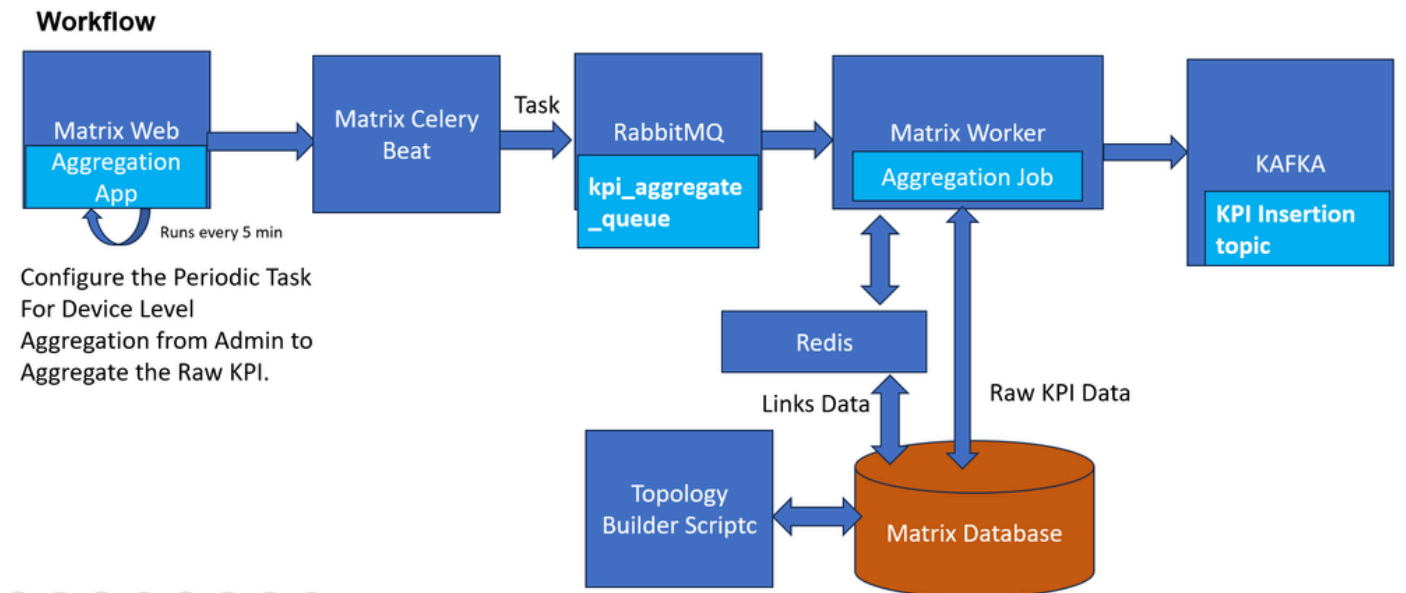 Workflow
Matrix Web
Aggregation
App
Runs every 5 min
Configure the Periodic Task
For Device Level
Aggregation from Admin to
Aggregate the Raw KPI.
Matrix Celery
Beat
Task
RabbitMQ
kpi_aggregate
_queue
Matrix Worker
Aggregation Job
KAFKA
KPI Insertion
topic
Redis
Links Data
Raw KPI Data
Topology
Builder Scriptc
Matrix Database